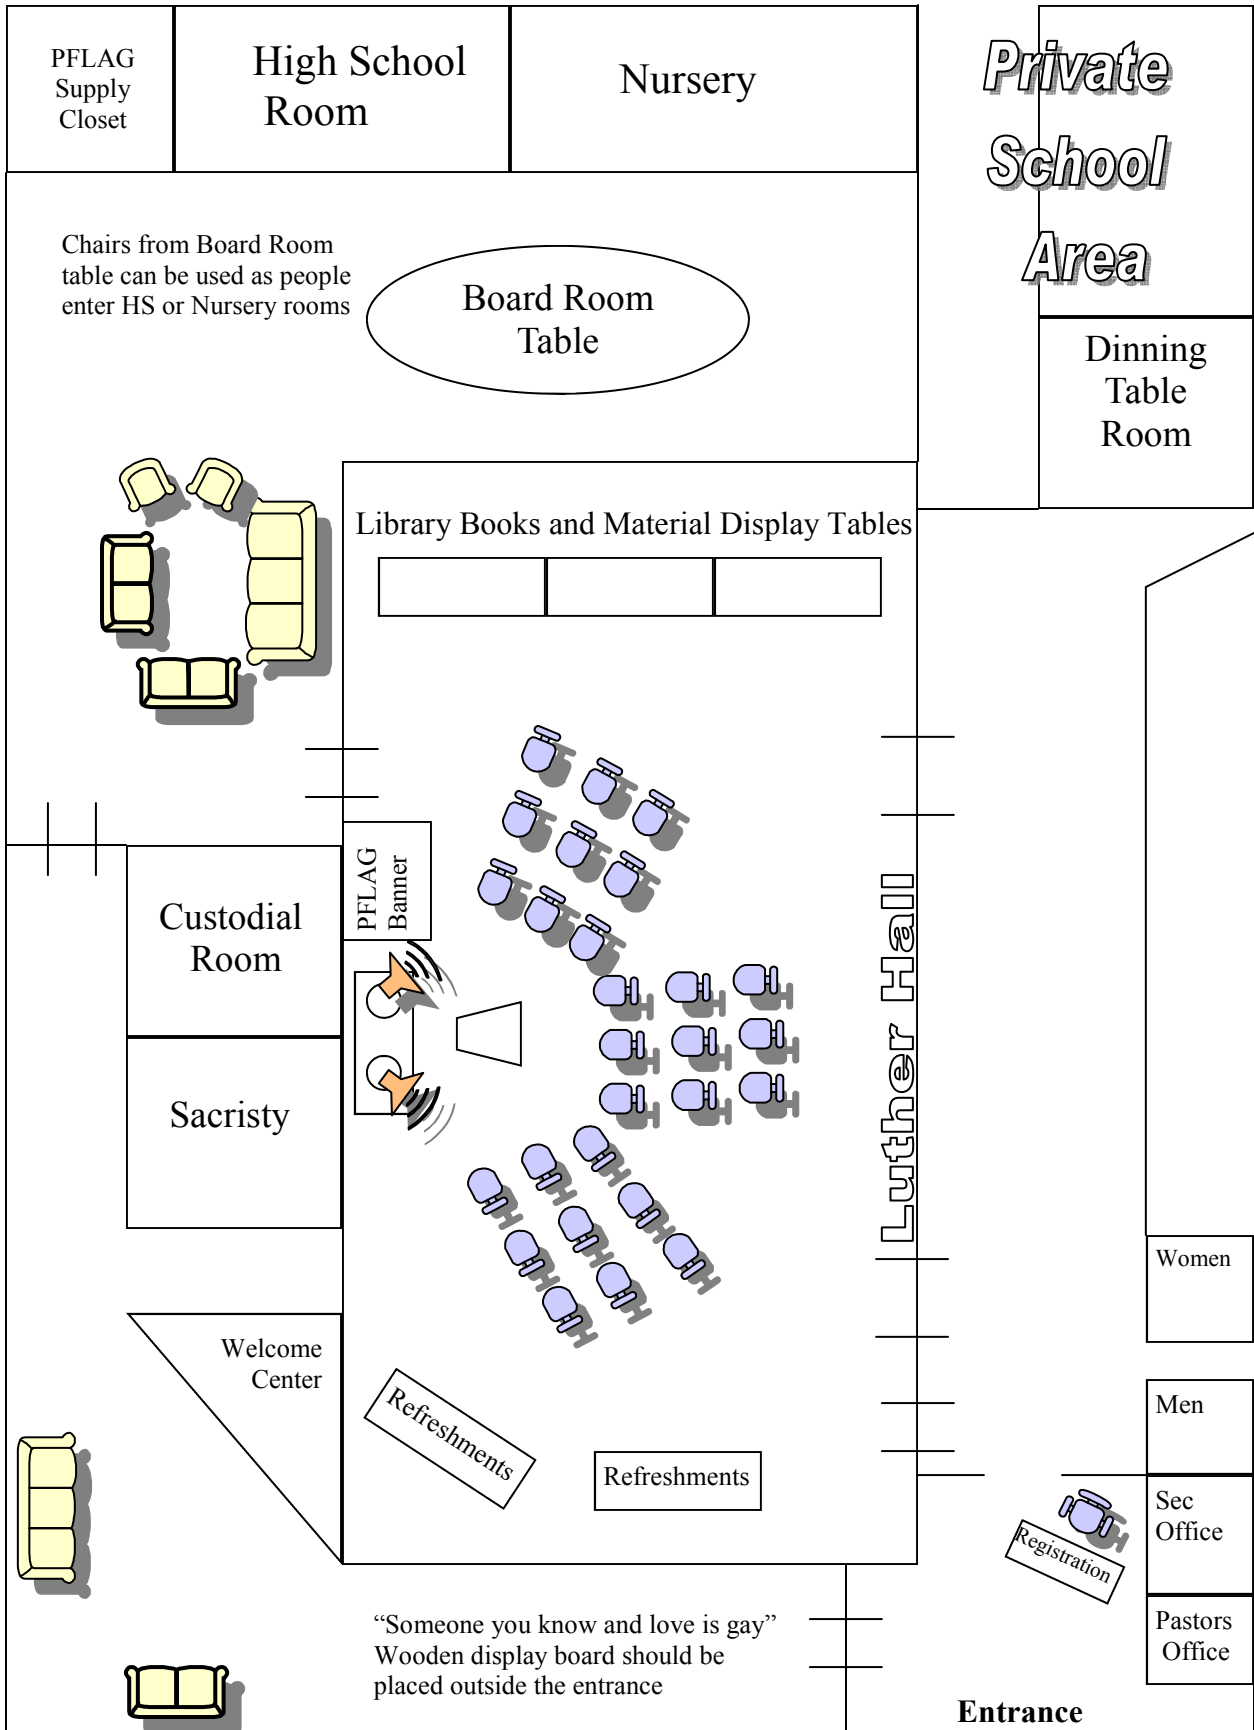 PFLAG
Supply
Closet
High School
Room
Nursery
Private
School
Area
Chairs from Board Room
table can be used as people
enter HS or Nursery rooms
Board Room
Table
Dinning
Table
Room
Library Books and Material Display Tables
PFLAG
Banner
Custodial
Room
Luther Hall
Sacristy
Women
Welcome
Center
Refreshments
Refreshments
Men
Sec
Office
Registration
Pastors
Office
“Someone you know and love is gay”
Wooden display board should be
placed outside the entrance
Entrance